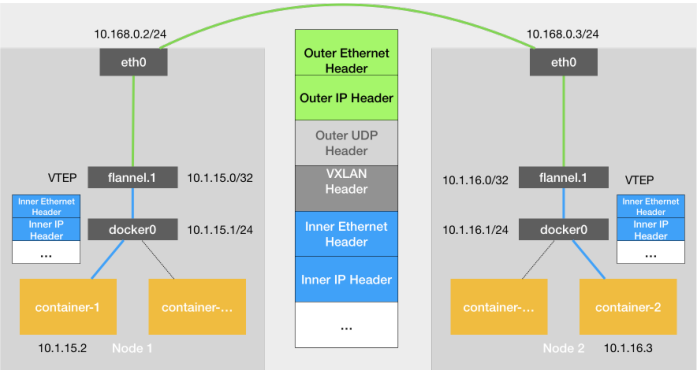 10.168.0.2/24
eth0
VTEP
flannel.1
10.1.15.0/32
Inner Ethernet
Header
Inner IP
Header
...
docker0
10.1.15.1/24
container-1
container-...
10.1.15.2
Node 1
Outer Ethernet
Header
Outer IP Header
Outer UDP
Header
VXLAN
Header
Inner Ethernet
Header
Inner IP Header
...
10.168.0.3/24
eth0
10.1.16.0/32
flannel.1
VTEP
10.1.16.1/24
docker0
Inner Ethernet
Header
Inner IP
Header
...
container-...
container-2
Node 2
10.1.16.3